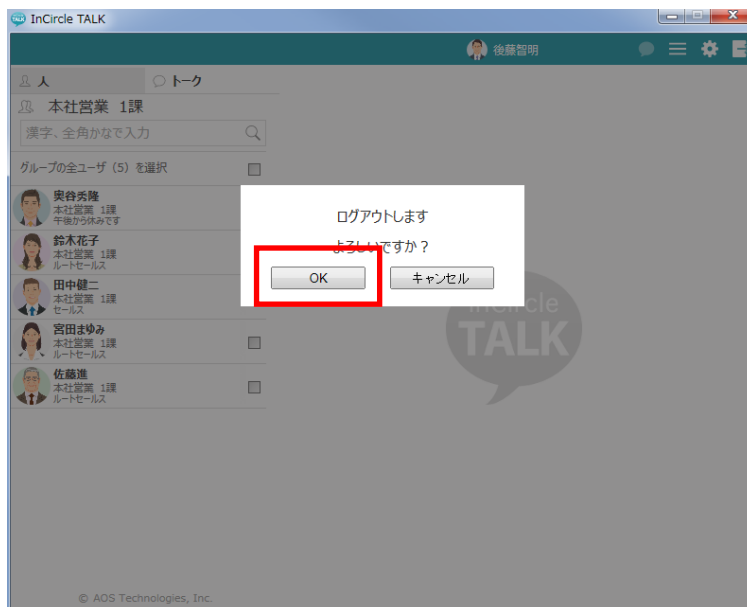 InCircle TALK
後藤智明
人
トーク
本社営業 1課
漢字、全角かなで入力
グループの全ユーザ（5）を選択
奥谷秀隆
本社営業 1課
午後から休みです
鈴木花子
本社営業 1課
ルートセールス
田中健二
本社営業 1課
セールス
宮田まゆみ
本社営業 1課
ルートセールス
佐藤進
本社営業 1課
ルートセールス
ログアウトします
よろしいですか？
OK
キャンセル
InCircle
TALK
© AOS Technologies, Inc.